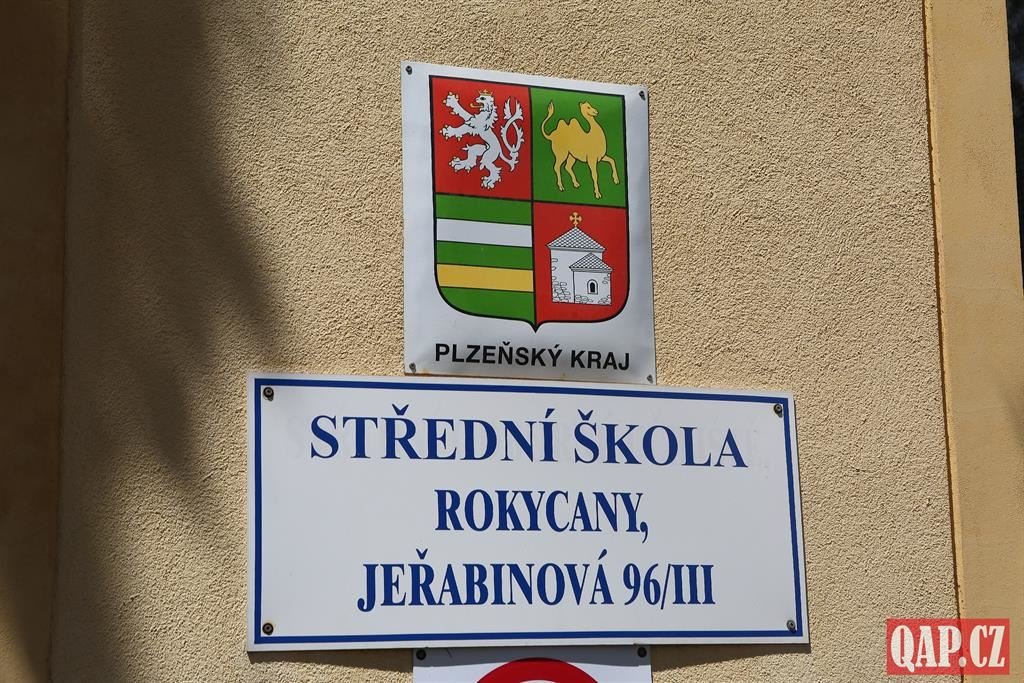 PLZEŇSKÝ KRAJ
STŘEDNÍ ŠKOLA
ROKYCANY,
JEŘABINOVÁ 96/III
QAP.CZ